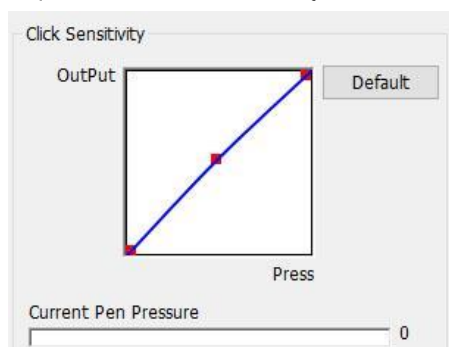 Click Sensitivity
OutPut
Default
Press
Current Pen Pressure
0